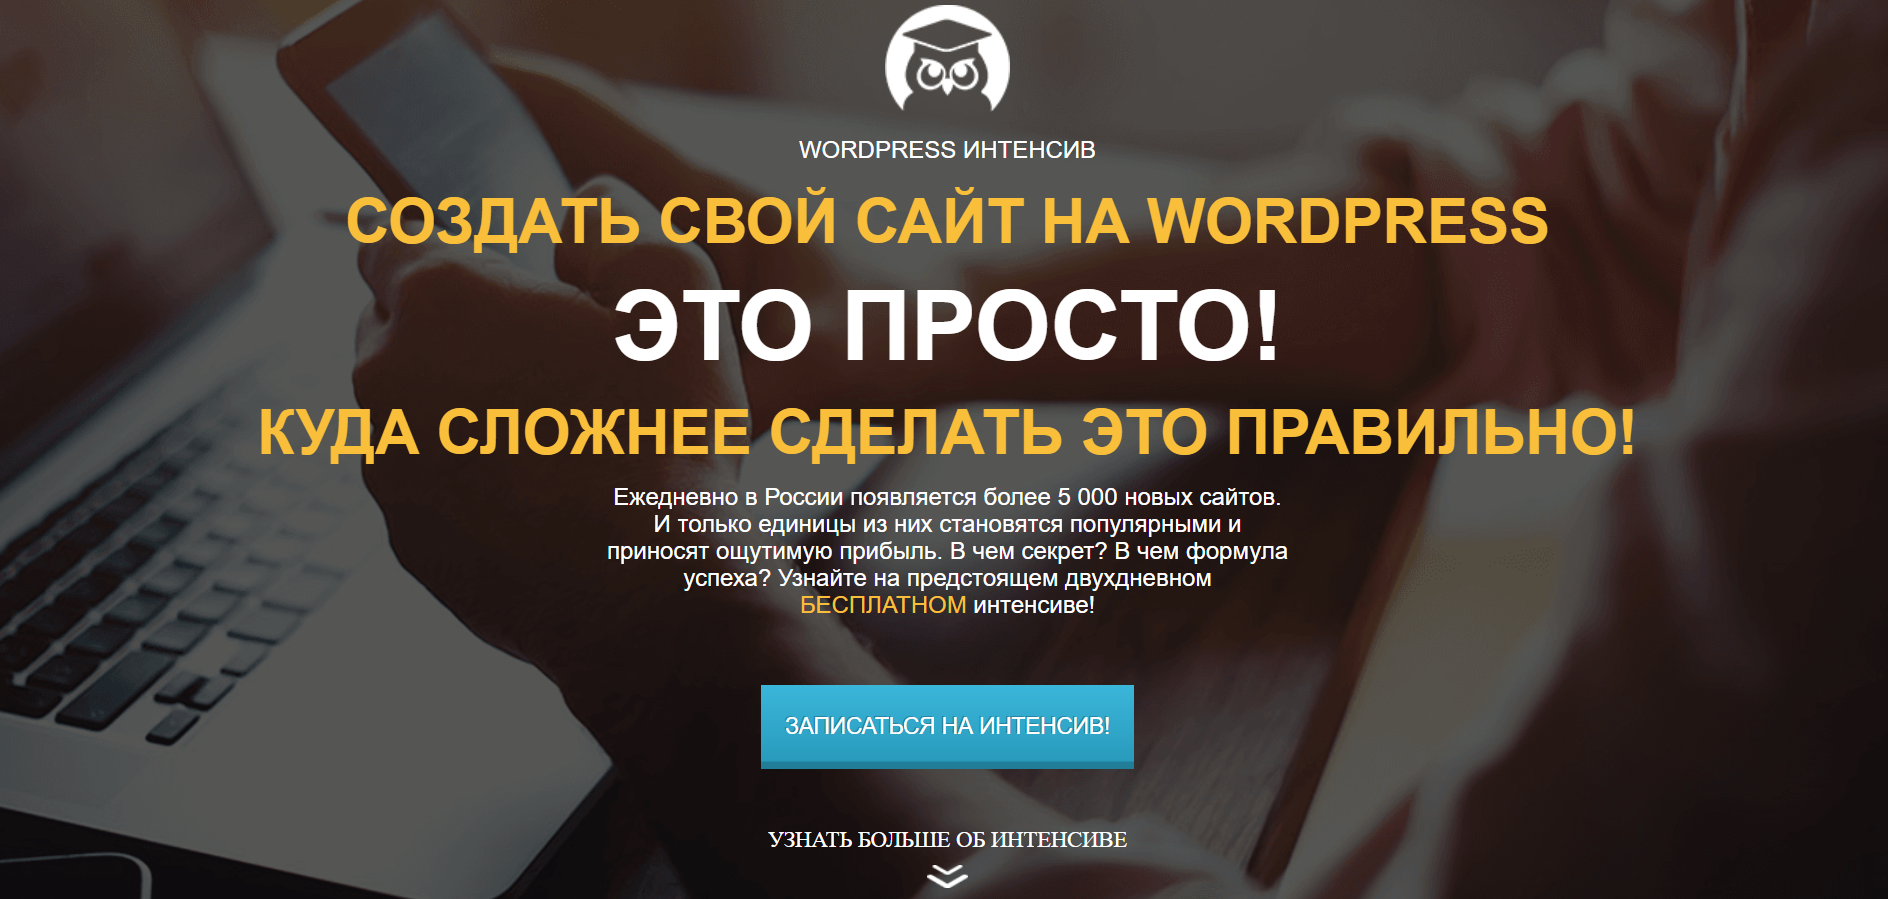 WORDPRESS ИНТЕНСИВ
СОЗДАТЬ СВОЙ САЙТ НА WORDPRESS
ЭТО ПРОСТО!
КУДА СЛОЖНЕЕ СДЕЛАТЬ ЭТО ПРАВИЛЬНО!
Ежедневно в России появляется более 5 000 новых сайтов.
И только единицы из них становятся популярными и
приносят ощутимую прибыль. В чем секрет? В чем формула
успеха? Узнайте на предстоящем двухдневном
БЕСПЛАТНОМ интенсиве!
ЗАПИСАТЬСЯ НА ИНТЕНСИВ!
УЗНАТЬ БОЛЬШЕ ОБ ИНТЕНСИВЕ